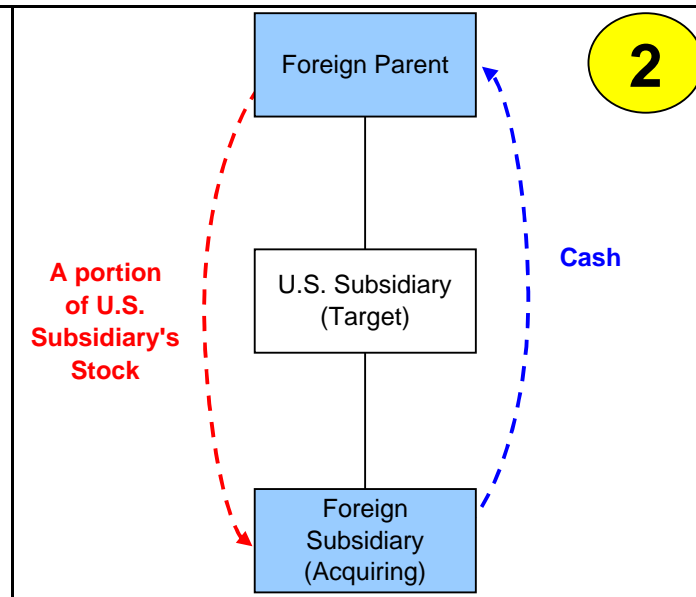 Foreign Parent
2
A portion
of U.S.
Subsidiary's
Stock
U.S. Subsidiary
(Target)
Cash
Foreign
Subsidiary
(Acquiring)